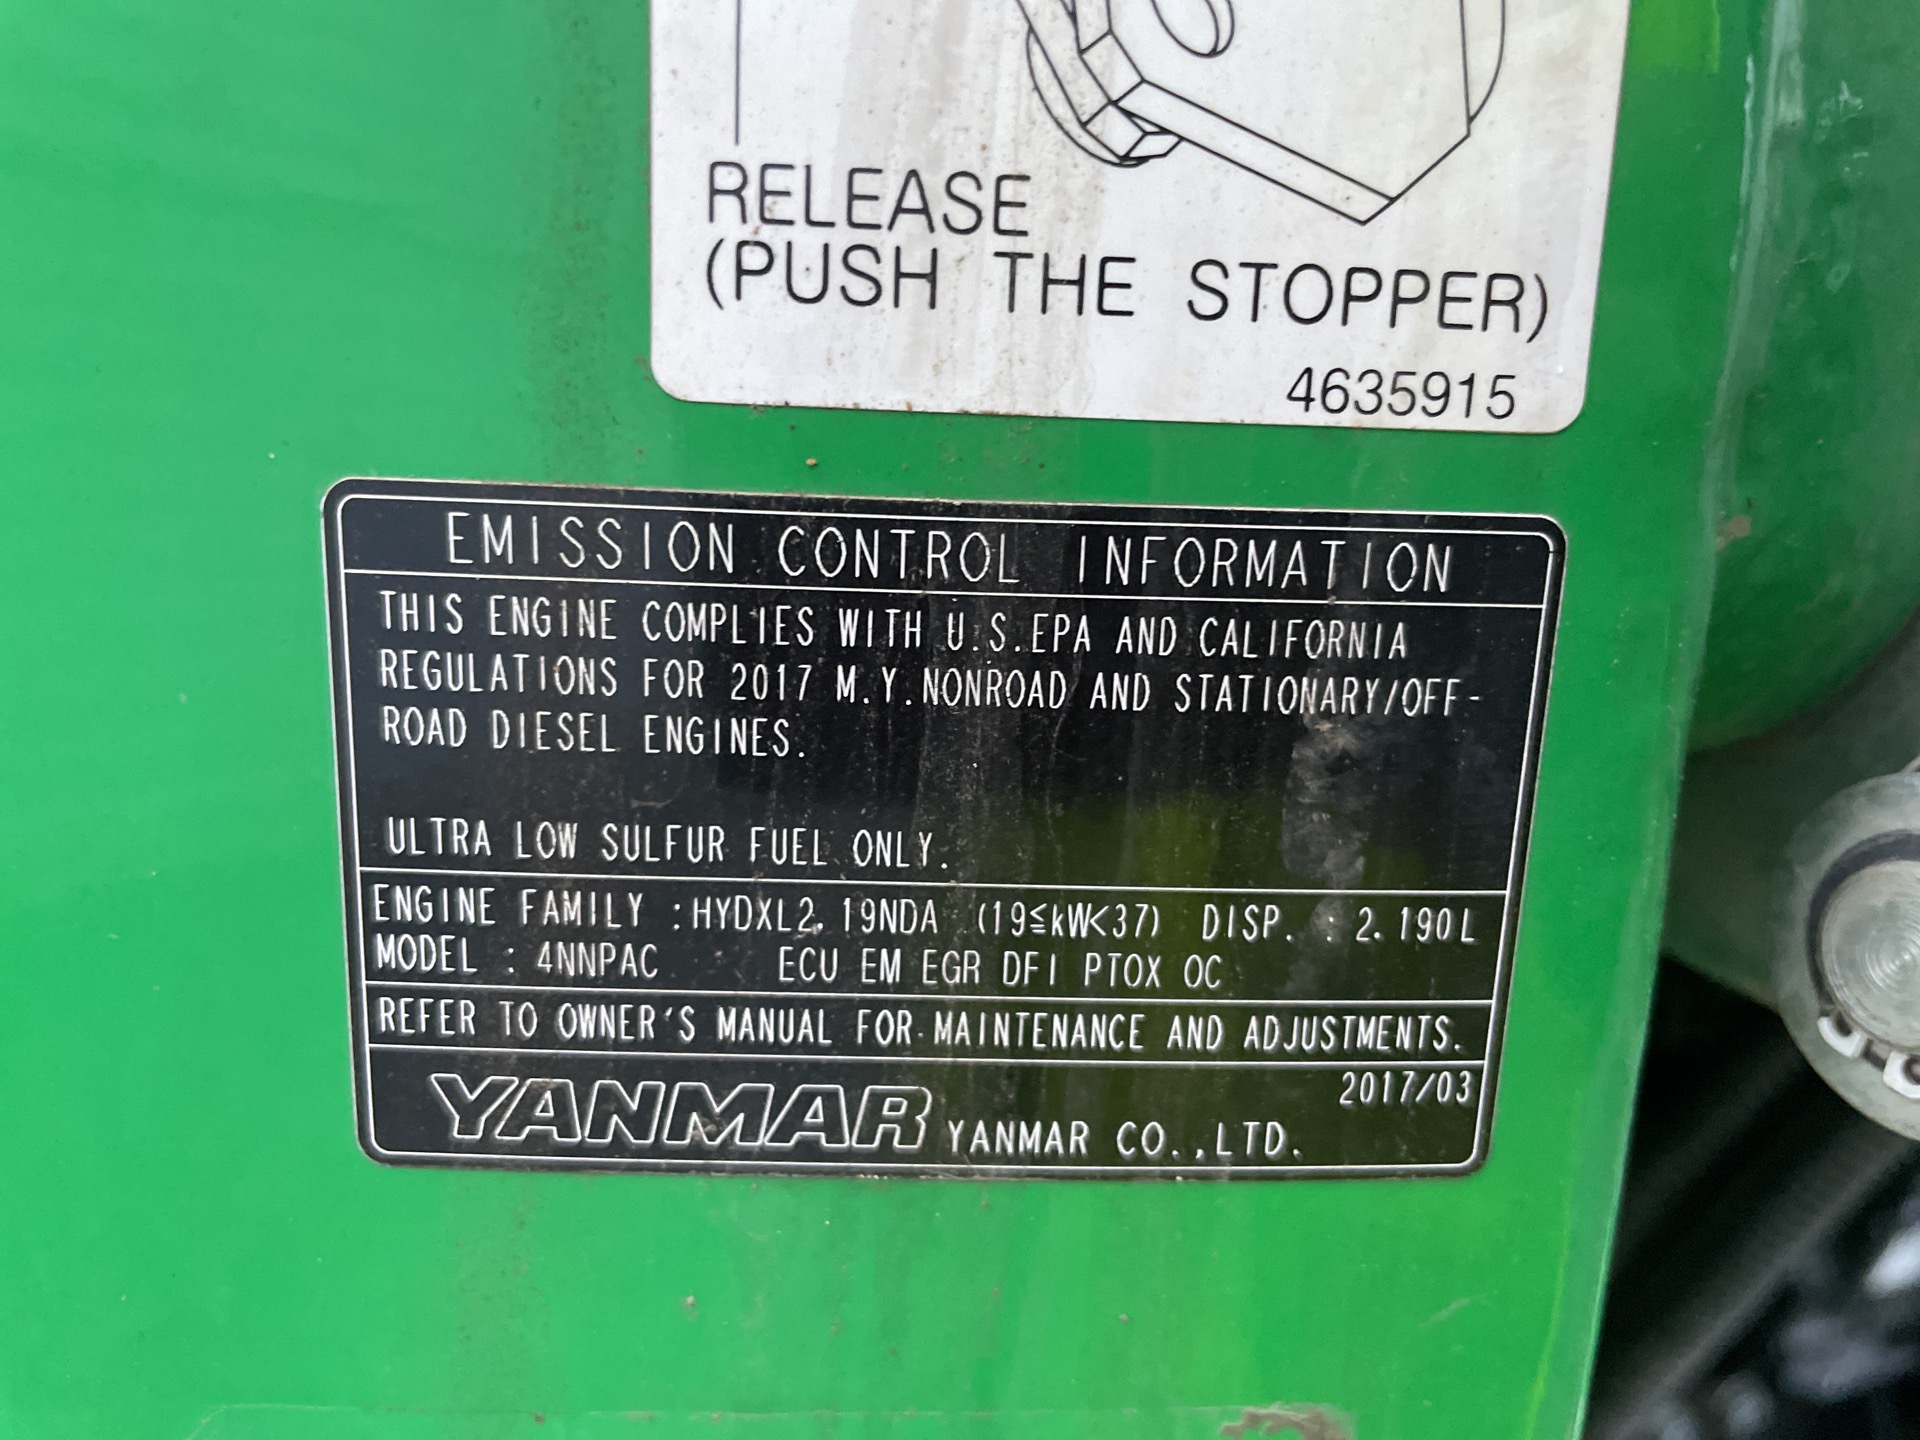 RELEASE
(PUSH THE STOPPER)
4635915
EMISSION CONTROL INFORMATION
THIS ENGINE COMPLIES WITH U.S.EPA AND CALIFORNIA
REGULATIONS FOR 2017 M.Y.NONROAD AND STATIONARY/OFF-
ROAD DIESEL ENGINES.
ULTRA LOW SULFUR FUEL ONLY.
ENGINE FAMILY :HYDXL2.19NDA (19≦kW<37) DISP. : 2.190L
MODEL : 4NNPAC ECU EM EGR DFI PTOX OC
REFER TO OWNER'S MANUAL FOR MAINTENANCE AND ADJUSTMENTS.
2017/03
YANMAR YANMAR CO.,LTD.